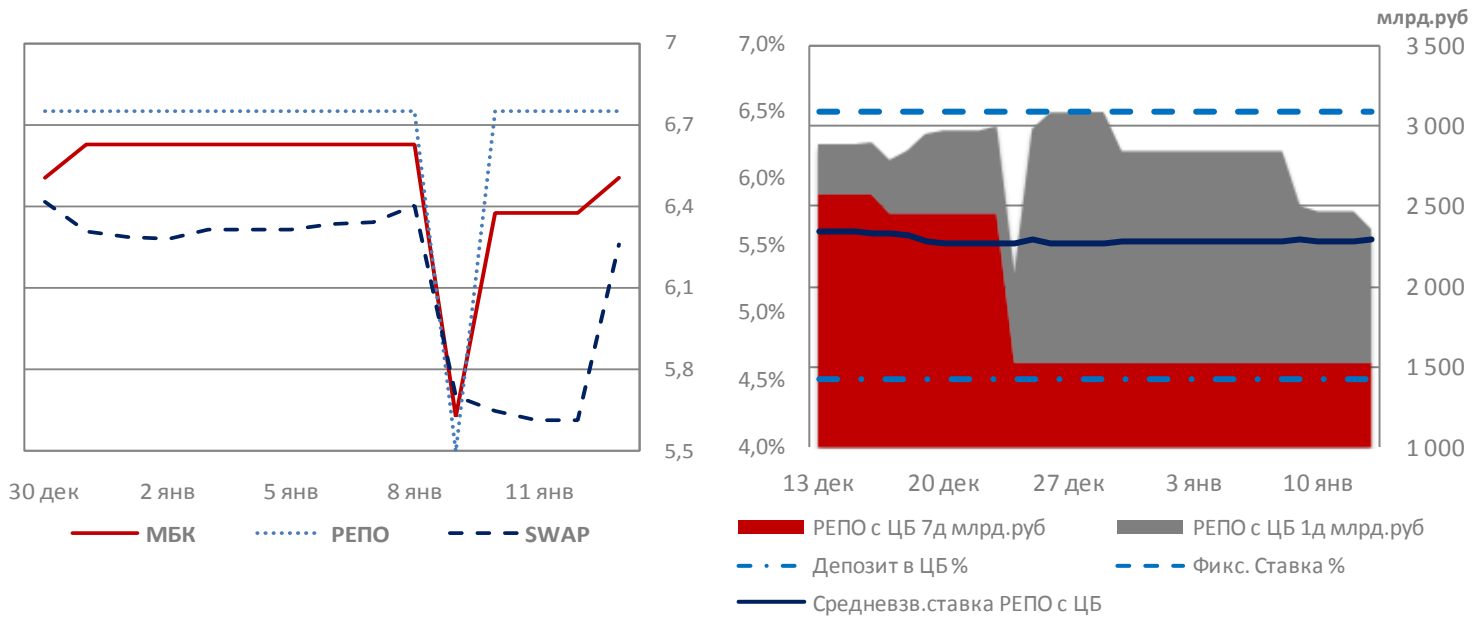 млрд.руб
7
6,7
6,4
6,1
5,8
5,5
30 дек 2 янв 5 янв 8 янв 11 янв
МБК РЕПО SWAP
7,0%
6,5%
6,0%
5,5%
5,0%
4,5%
4,0%
3 500
3 000
2 500
2 000
1 500
1 000
13 дек 20 дек 27 дек 3 янв 10 янв
РЕПО с ЦБ 7д млрд.руб РЕПО с ЦБ 1д млрд.руб
Депозит в ЦБ % Фикс. Ставка %
Средневзв.ставка РЕПО с ЦБ